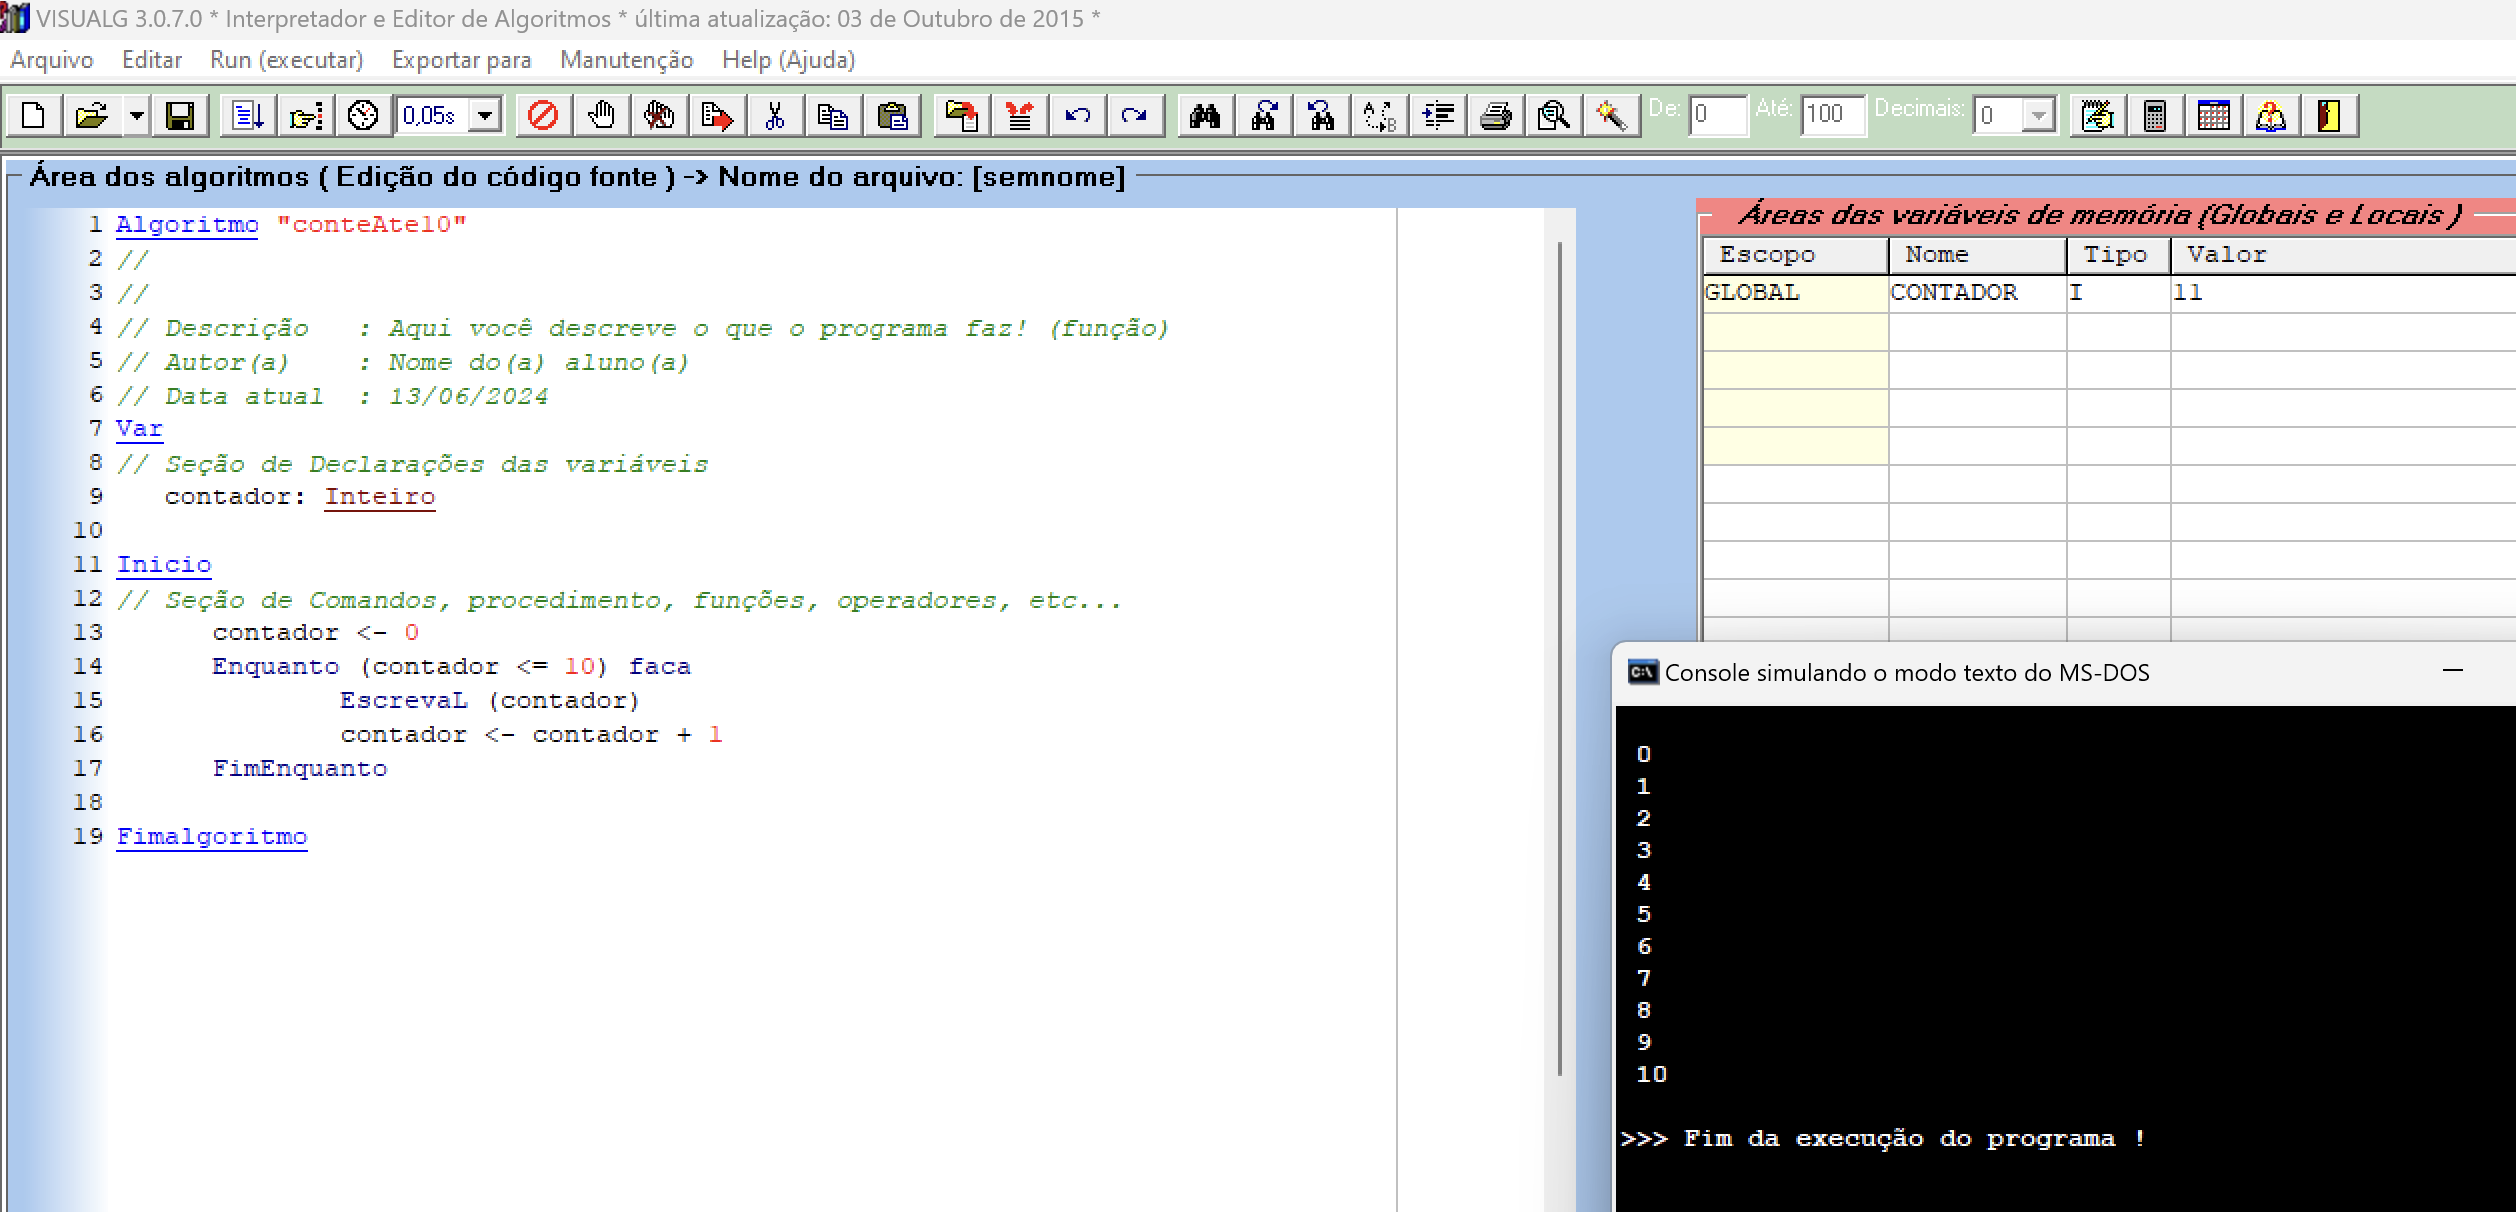 VISUALG 3.0.7.0 * Interpretador e Editor de Algoritmos * última atualização: 03 de Outubro de 2015 *
Arquivo Editar Run (executar) Exportar para Manutenção Help (Ajuda)
0,05s De: 0 Até: 100 Decimais: 0
Área dos algoritmos ( Edição do código fonte ) -> Nome do arquivo: [semnome]
1 Algoritmo "conteAte10"
2 //
3 //
4 // Descrição   : Aqui você descreve o que o programa faz! (função)
5 // Autor(a)    : Nome do(a) aluno(a)
6 // Data atual  : 13/06/2024
7 Var
8 // Seção de Declarações das variáveis
9    contador: Inteiro
10
11 Inicio
12 // Seção de Comandos, procedimento, funções, operadores, etc...
13       contador <- 0
14       Enquanto (contador <= 10) faca
15               EscrevaL (contador)
16               contador <- contador + 1
17       FimEnquanto
18
19 Fimalgoritmo
Áreas das variáveis de memória (Globais e Locais )
Escopo Nome Tipo Valor
GLOBAL CONTADOR I 11
C:\ Console simulando o modo texto do MS-DOS
0
1
2
3
4
5
6
7
8
9
10
>>> Fim da execução do programa !